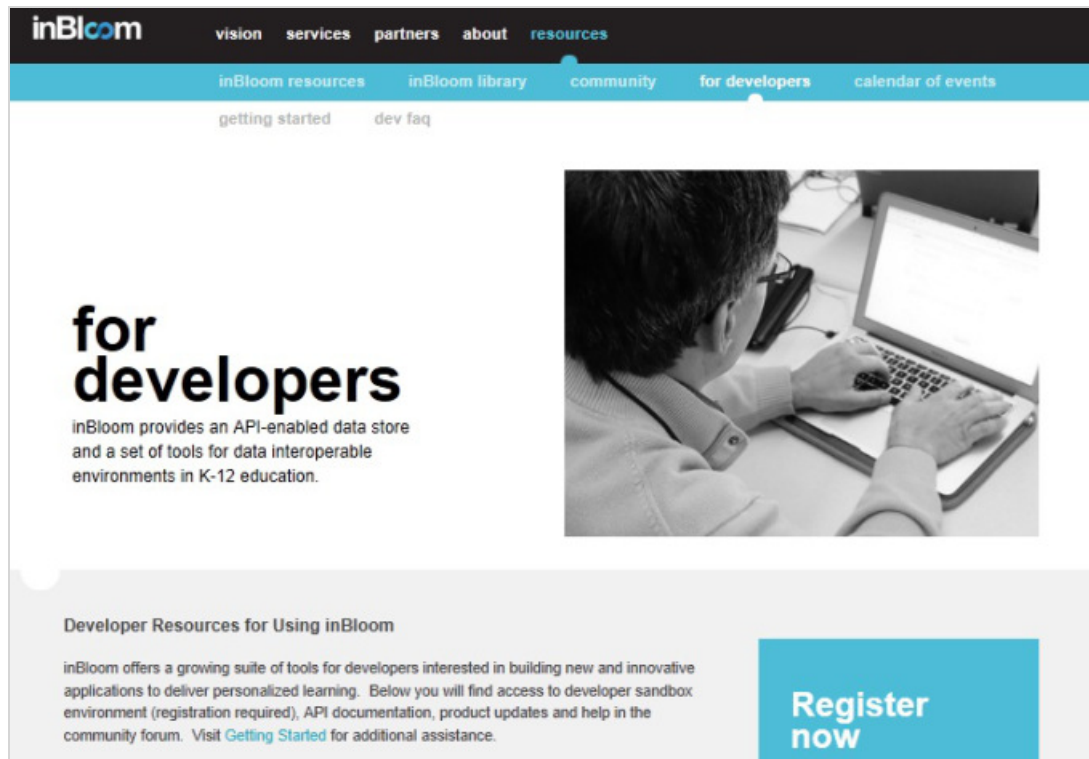 inBloom
vision services partners about resources
inBloom resources inBloom library community for developers calendar of events
getting started dev faq
for
developers
inBloom provides an API-enabled data store
and a set of tools for data interoperable
environments in K-12 education.
Developer Resources for Using inBloom
inBloom offers a growing suite of tools for developers interested in building new and innovative
applications to deliver personalized learning. Below you will find access to developer sandbox
environment (registration required), API documentation, product updates and help in the
community forum. Visit Getting Started for additional assistance.
Register
now